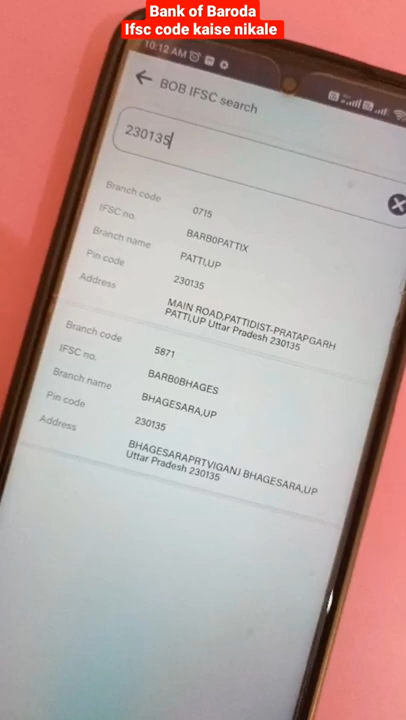 Bank of Baroda
Ifsc code kaise nikale
10:12 AM
BOB IFSC search
230135
Branch code 0715
IFSC no. BARB0PATTIX
Branch name PATTI,UP
Pin code 230135
Address MAIN ROAD,PATTIDIST-PRATAPGARH
PATTI,UP Uttar Pradesh 230135
Branch code 5871
IFSC no. BARB0BHAGES
Branch name BHAGESARA,UP
Pin code 230135
Address BHAGESARAPRTVIGANJ BHAGESARA,UP
Uttar Pradesh 230135